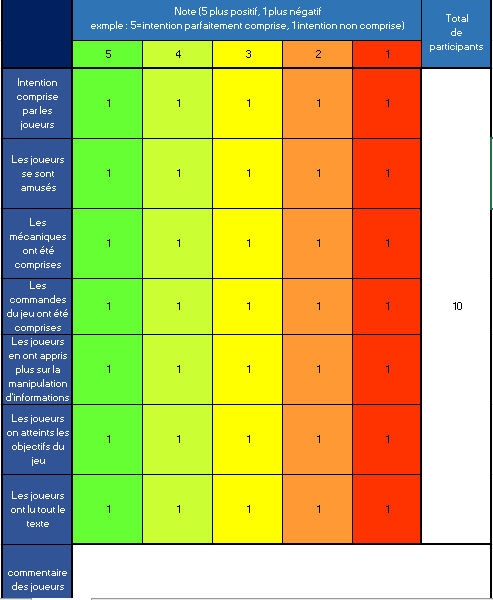 Note (5 plus positif, 1 plus négatif
exmple : 5=intention parfaitement comprise, 1 intention non comprise)
Total
de
participants
5 4 3 2 1
Intention
comprise
par les
joueurs
1 1 1 1 1
Les joueurs
se sont
amusés
1 1 1 1 1
Les
mécaniques
ont été
comprises
1 1 1 1 1
Les
commandes
du jeu ont été
comprises
1 1 1 1 1
10
Les joueurs
en ont appris
plus sur la
manipulation
d'informations
1 1 1 1 1
Les joueurs
on atteints les
objectifs du
jeu
1 1 1 1 1
Les joueurs
ont lu tout le
texte
1 1 1 1 1
commentaire
des joueurs